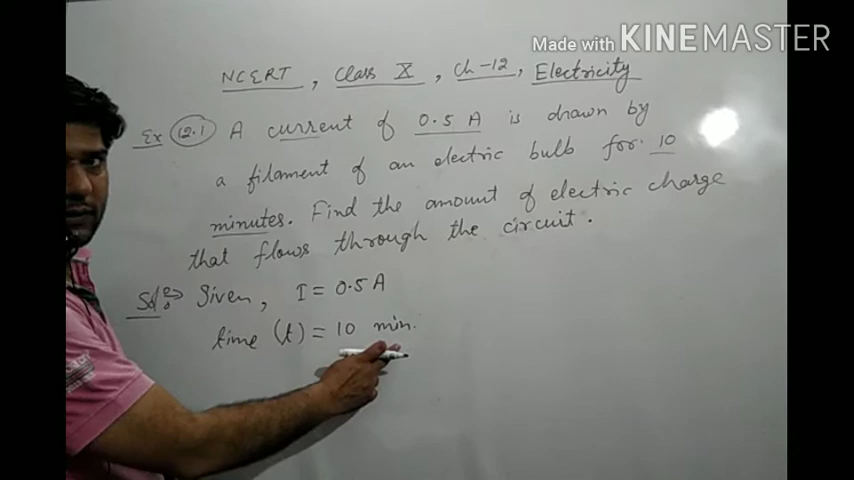 Made with KINEMASTER
NCERT, Class X, Ch-12, Electricity
Ex 12.1 A current of 0.5 A is drawn by
a filament of an electric bulb for 10
minutes. Find the amount of electric charge
that flows through the circuit.
Given, I = 0.5 A
time (t) = 10 min.